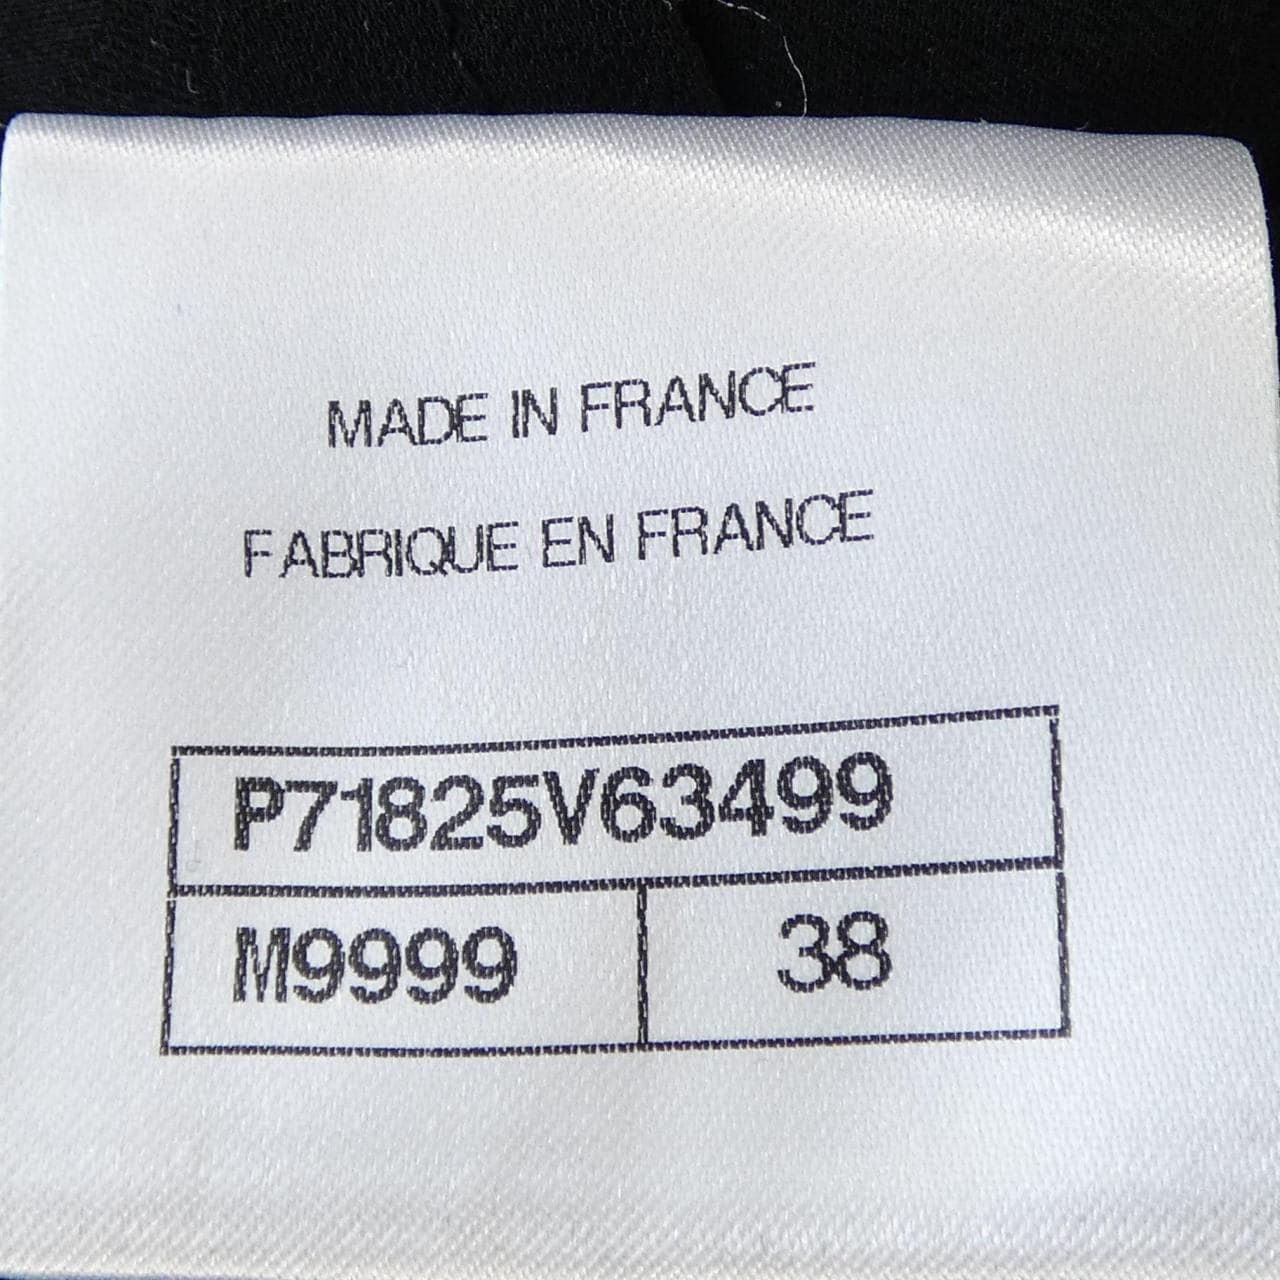 MADE IN FRANCE
FABRIQUE EN FRANCE
P71825V63499
M9999 38